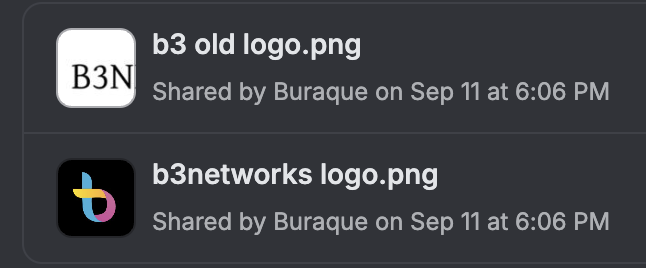 b3 old logo.png
B3N
Shared by Buraque on Sep 11 at 6:06 PM
b3networks logo.png
b
Shared by Buraque on Sep 11 at 6:06 PM